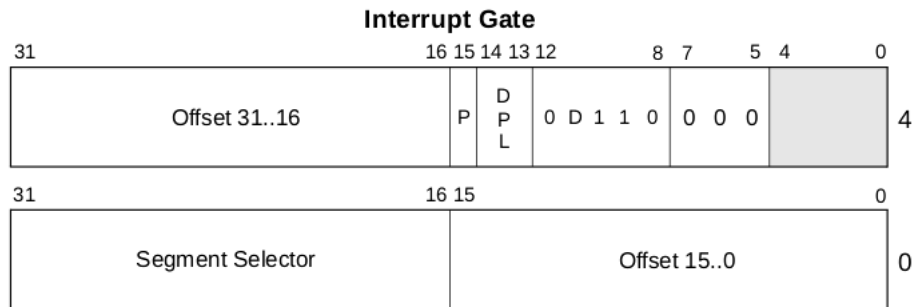 Interrupt Gate
31 16 15 14 13 12 8 7 5 4 0
Offset 31..16 P DPL 0 D 1 1 0 0 0 0 4
31 16 15 0
Segment Selector Offset 15..0 0